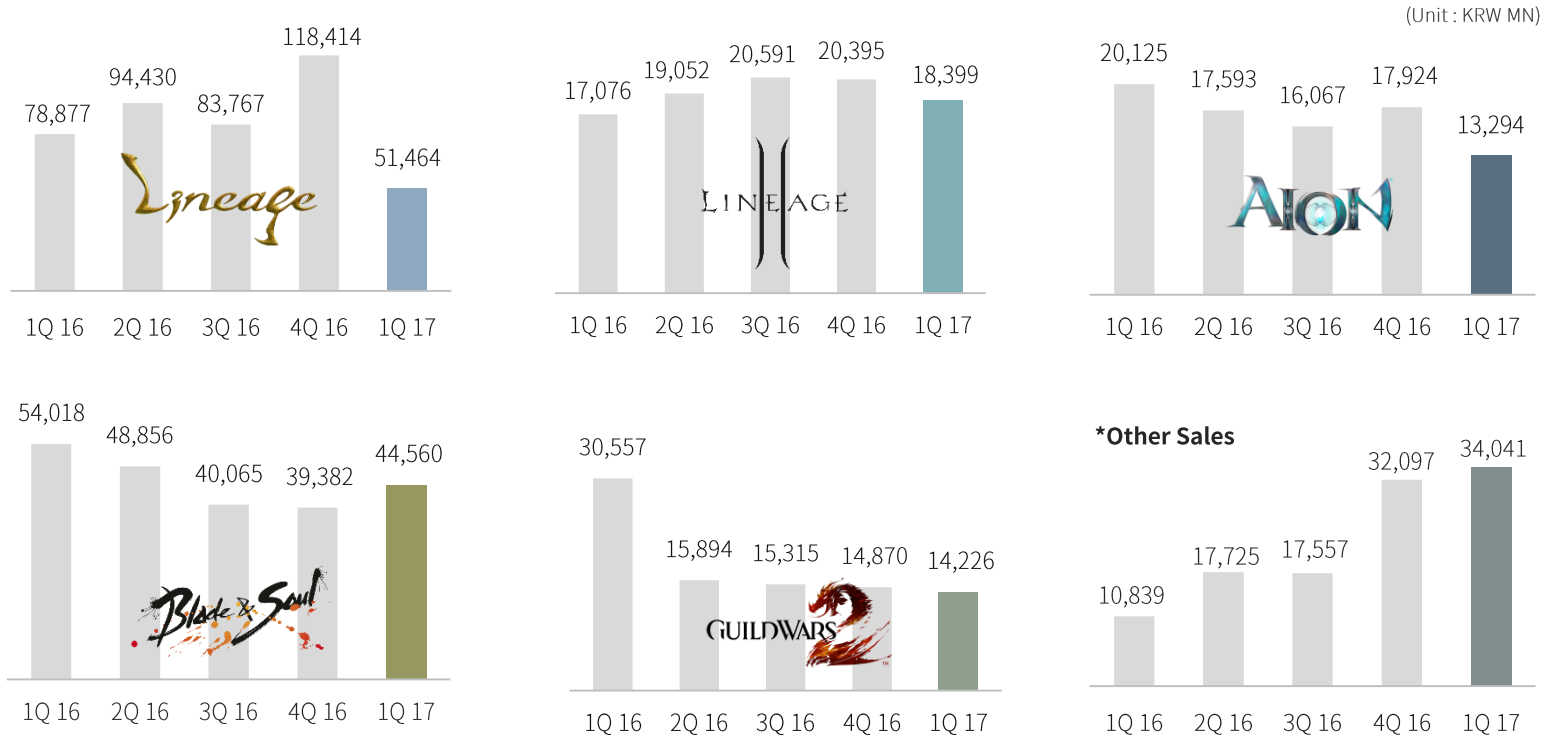 (Unit : KRW MN)
78,877 94,430 83,767 118,414 51,464
Lineage
1Q 16 2Q 16 3Q 16 4Q 16 1Q 17
17,076 19,052 20,591 20,395 18,399
LINEAGE II
1Q 16 2Q 16 3Q 16 4Q 16 1Q 17
20,125 17,593 16,067 17,924 13,294
AION
1Q 16 2Q 16 3Q 16 4Q 16 1Q 17
54,018 48,856 40,065 39,382 44,560
Blade & Soul
1Q 16 2Q 16 3Q 16 4Q 16 1Q 17
30,557 15,894 15,315 14,870 14,226
GUILDWARS 2 ™
1Q 16 2Q 16 3Q 16 4Q 16 1Q 17
*Other Sales
10,839 17,725 17,557 32,097 34,041
1Q 16 2Q 16 3Q 16 4Q 16 1Q 17